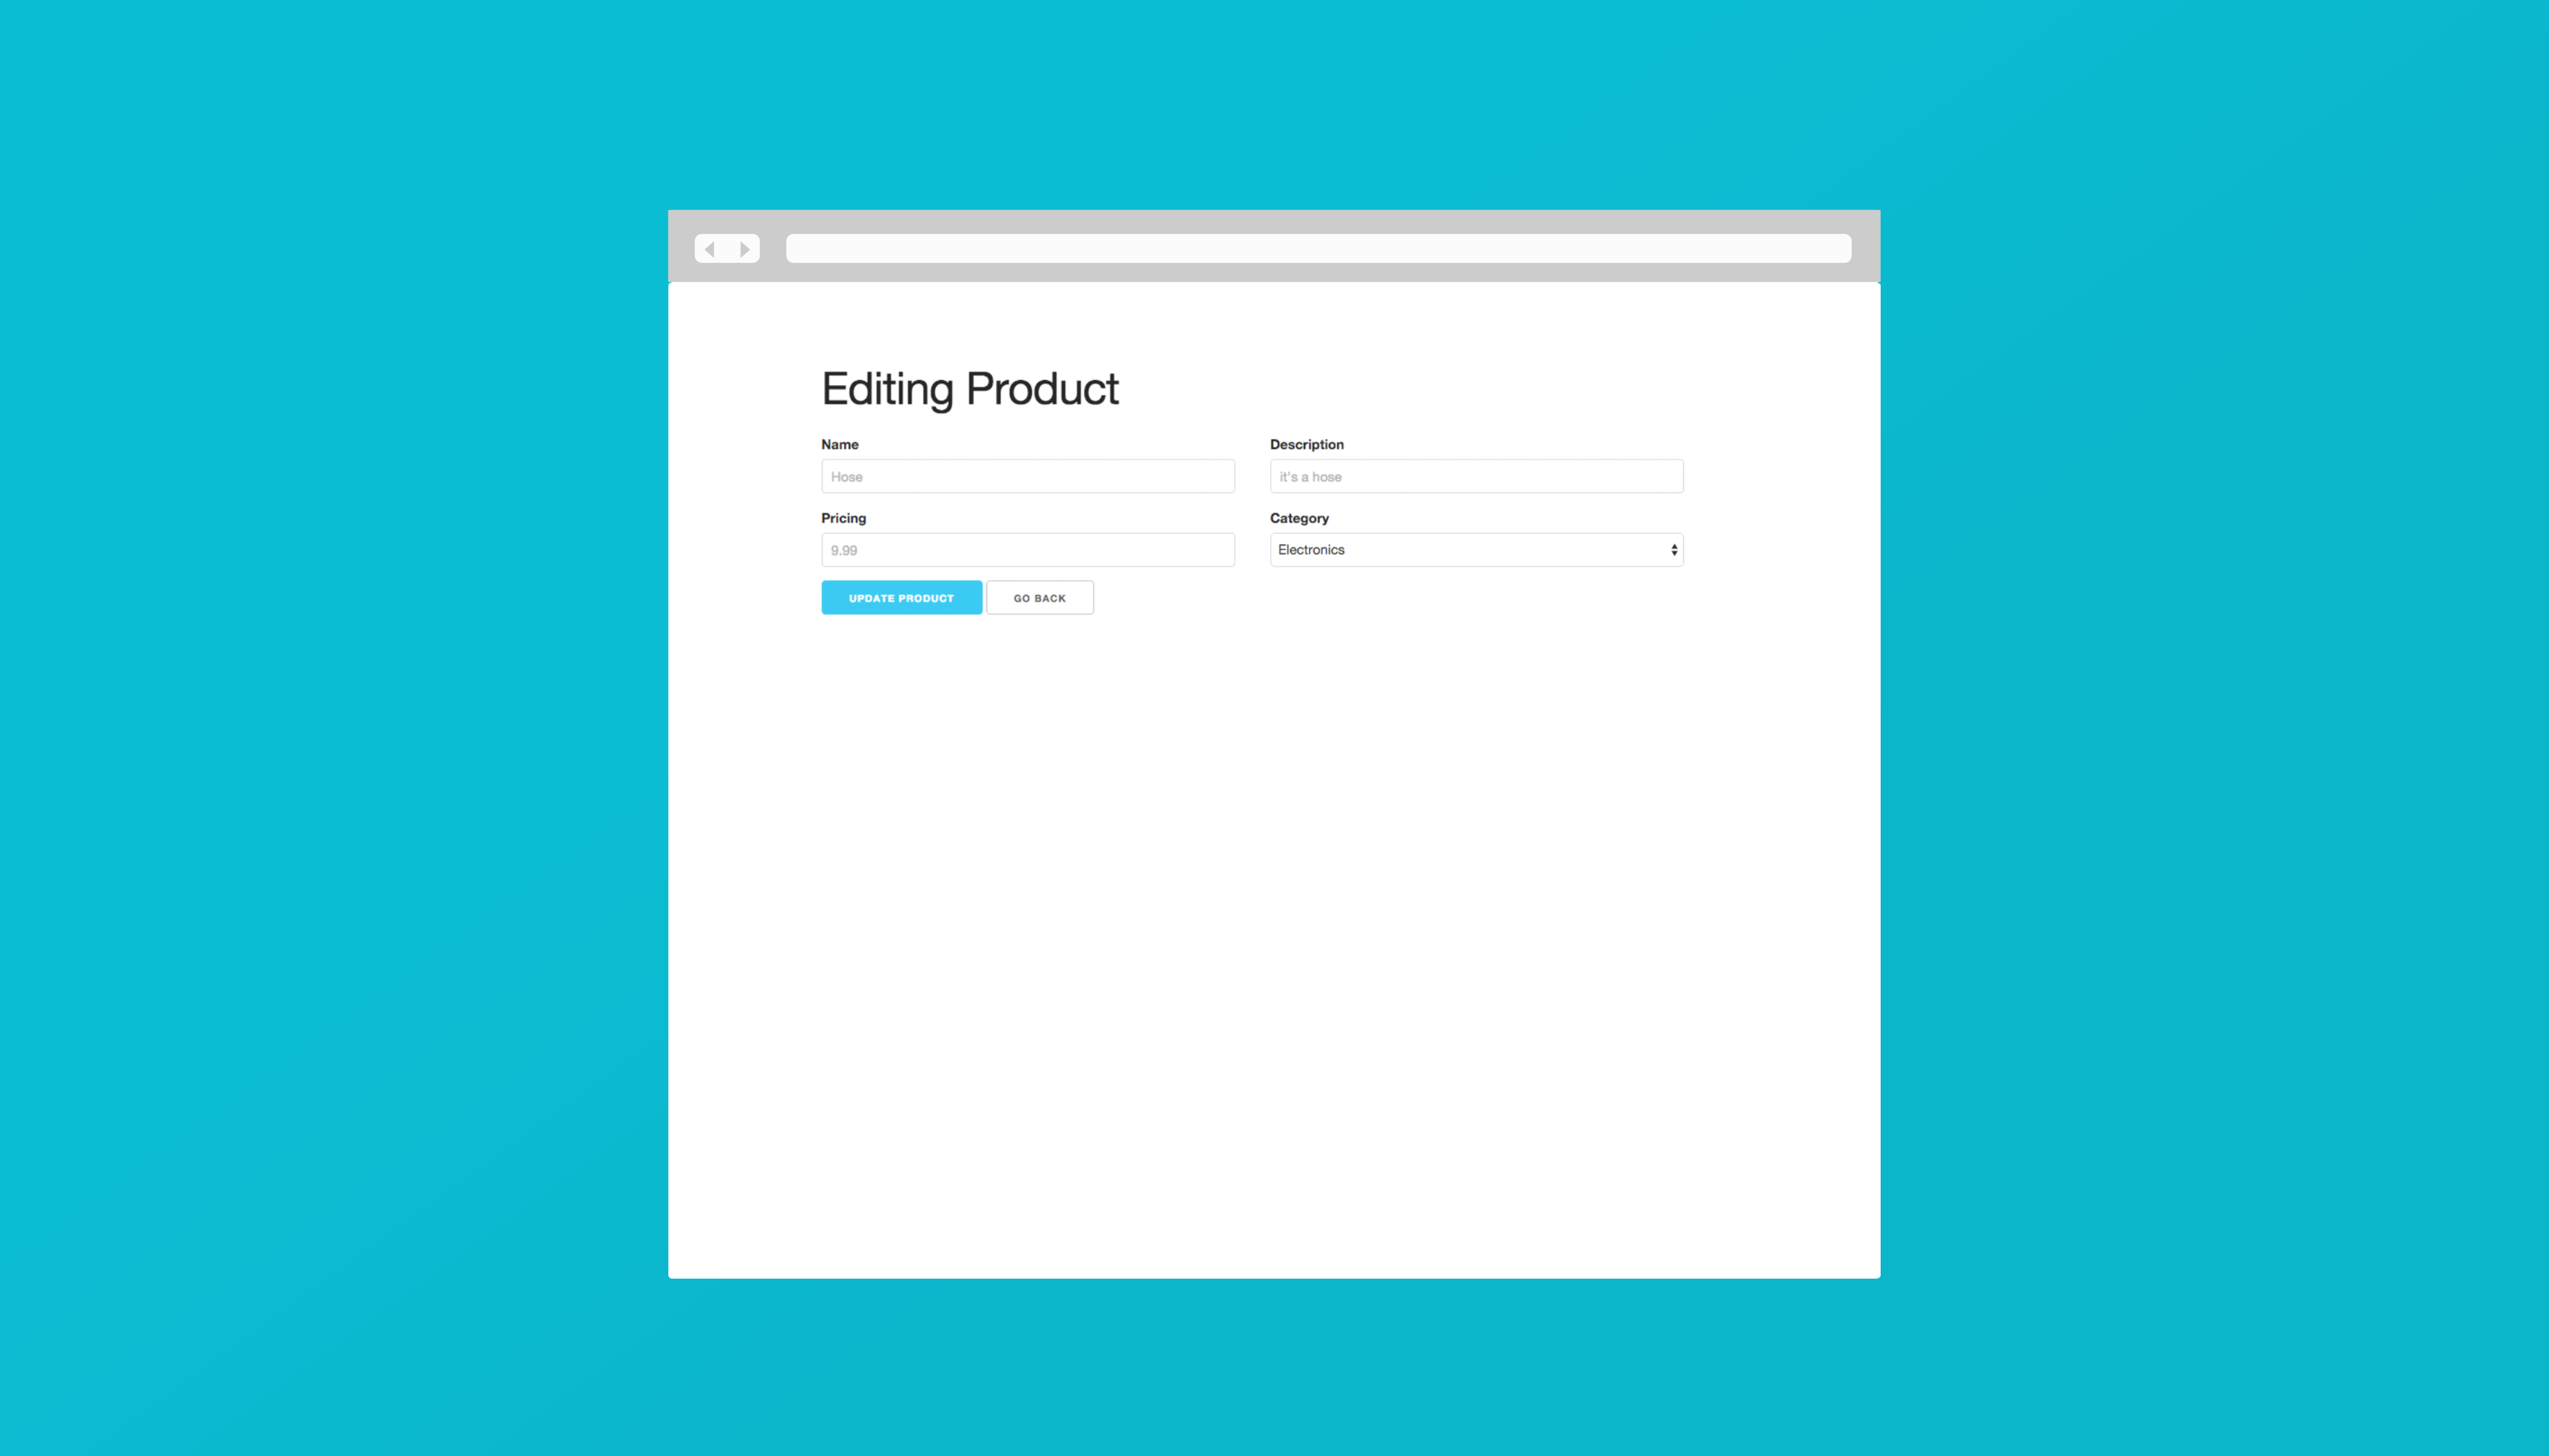 Editing Product
Name
Description
Hose
it's a hose
Pricing
Category
9.99
Electronics
UPDATE PRODUCT
GO BACK